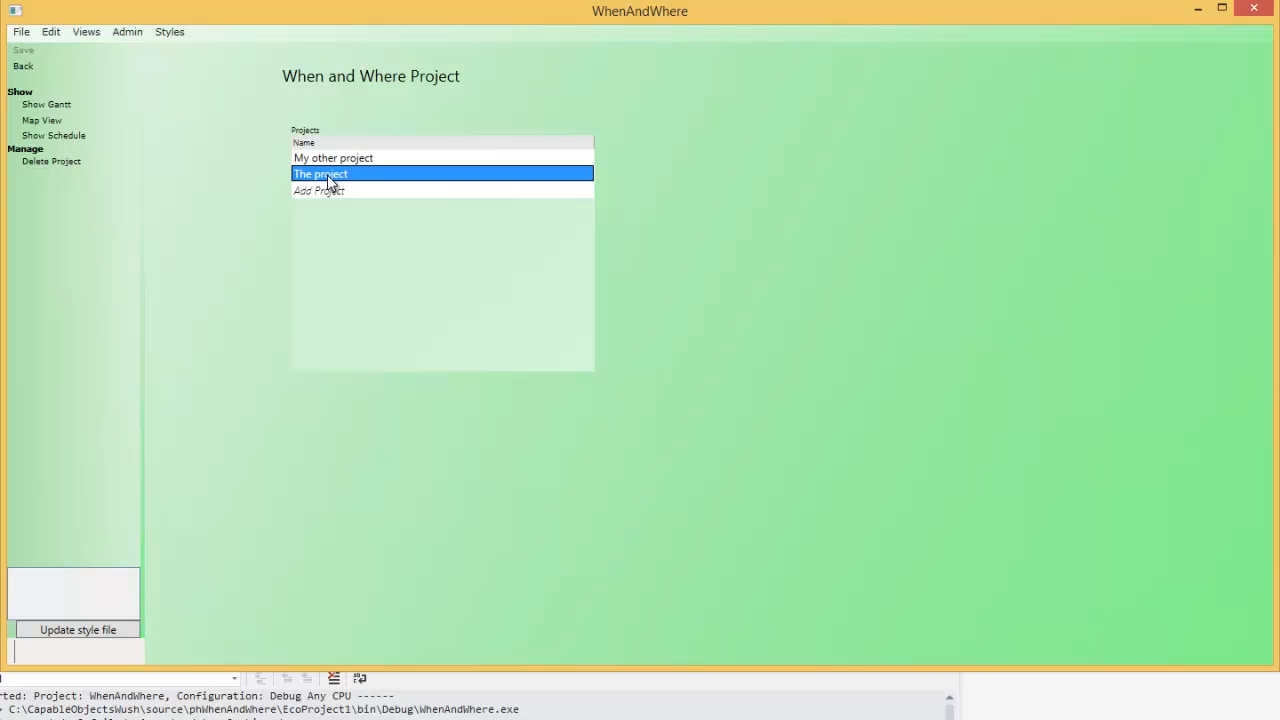 WhenAndWhere
File Edit Views Admin Styles
Save
Back
Show
Show Gantt
Map View
Show Schedule
Manage
Delete Project
When and Where Project
Projects
Name
My other project
The project
Add Project
Update style file
rted: Project: WhenAndWhere, Configuration: Debug Any CPU ------
> C:\CapableObjectsWush\source\phWhenAndWhere\EcoProject1\bin\Debug\WhenAndWhere.exe